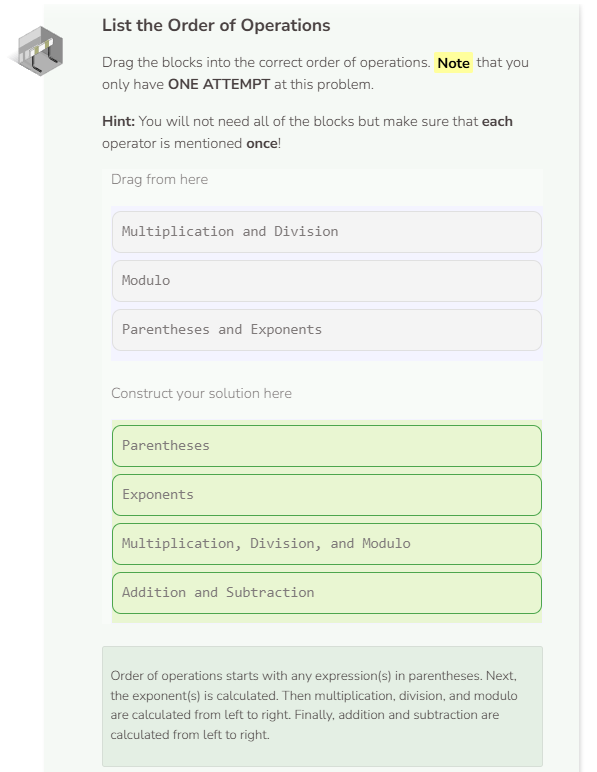 List the Order of Operations
Drag the blocks into the correct order of operations. Note that you
only have ONE ATTEMPT at this problem.
Hint: You will not need all of the blocks but make sure that each
operator is mentioned once!
Drag from here
Multiplication and Division
Modulo
Parentheses and Exponents
Construct your solution here
Parentheses
Exponents
Multiplication, Division, and Modulo
Addition and Subtraction
Order of operations starts with any expression(s) in parentheses. Next,
the exponent(s) is calculated. Then multiplication, division, and modulo
are calculated from left to right. Finally, addition and subtraction are
calculated from left to right.